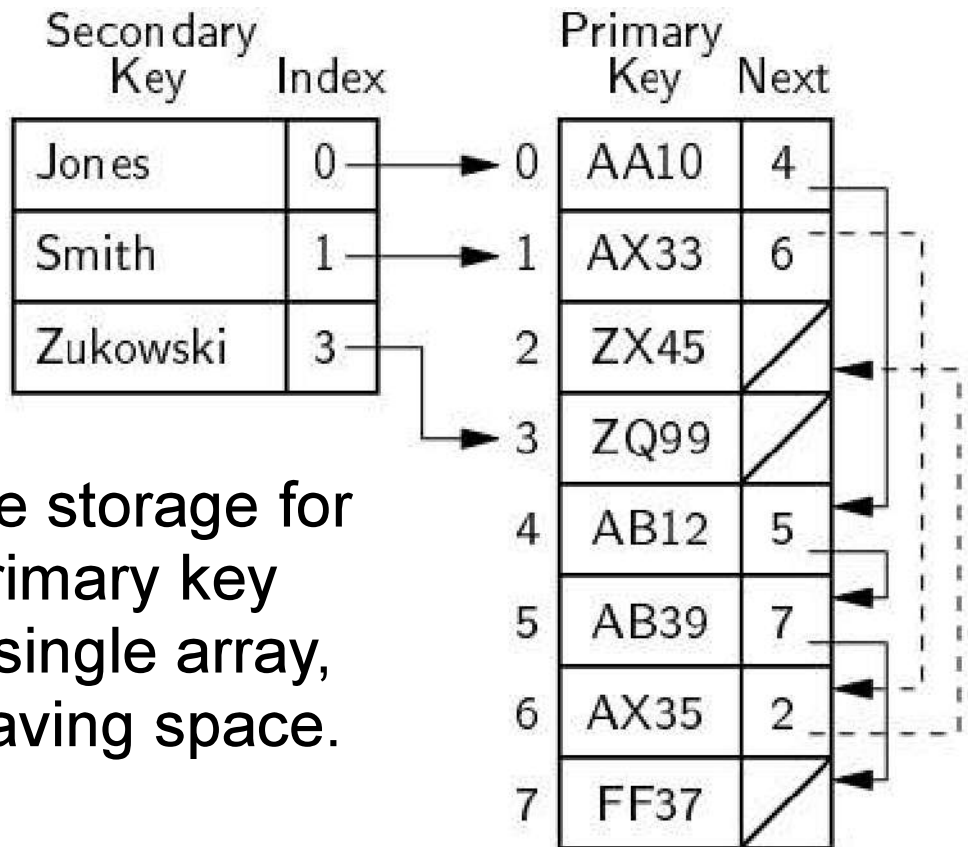 Secondary
Key Index
Jones 0
Smith 1
Zukowski 3
Primary
Key Next
0 AA10 4
1 AX33 6
2 ZX45
3 ZQ99
4 AB12 5
5 AB39 7
6 AX35 2
7 FF37
e storage for
rimary key
single array,
aving space.